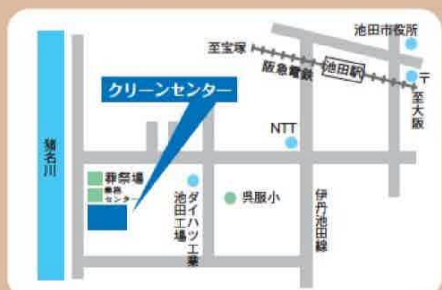 池田市役所
至宝塚
阪急電鉄
池田駅
〒
至大阪
クリーンセンター
NTT
猪名川
葬祭場
業務
センター
ダイハツ工業
池田工場
呉服小
伊丹池田線